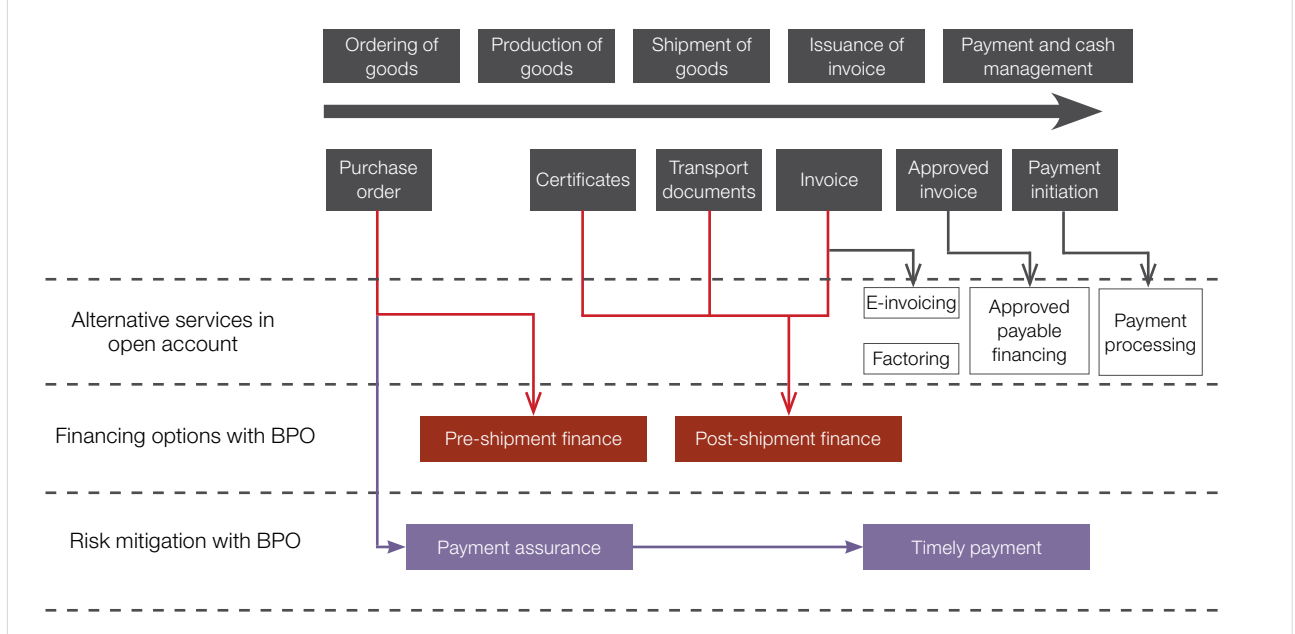 Ordering of
goods
Production of
goods
Shipment of
goods
Issuance of
invoice
Payment and cash
management
Purchase
order
Certificates
Transport
documents
Invoice
Approved
invoice
Payment
initiation
Alternative services in
open account
E-invoicing
Factoring
Approved
payable
financing
Payment
processing
Financing options with BPO
Pre-shipment finance
Post-shipment finance
Risk mitigation with BPO
Payment assurance
Timely payment